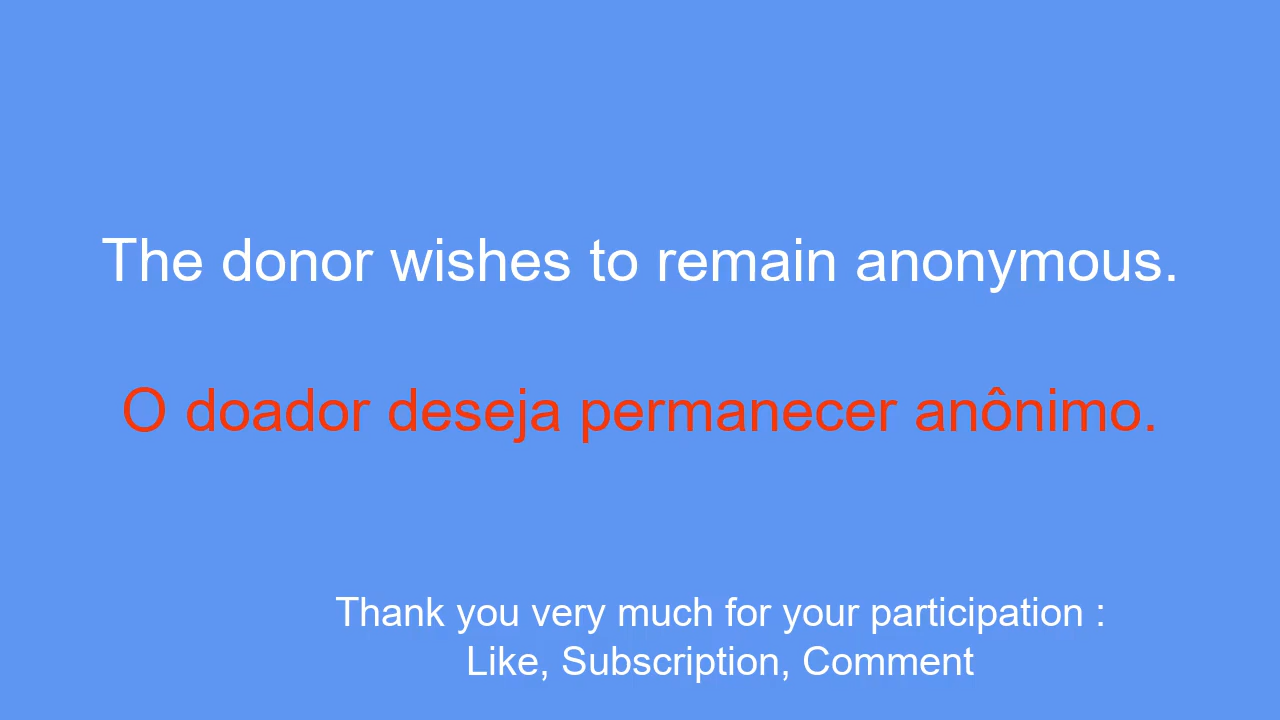 The donor wishes to remain anonymous.
O doador deseja permanecer anônimo.
Thank you very much for your participation :
Like, Subscription, Comment